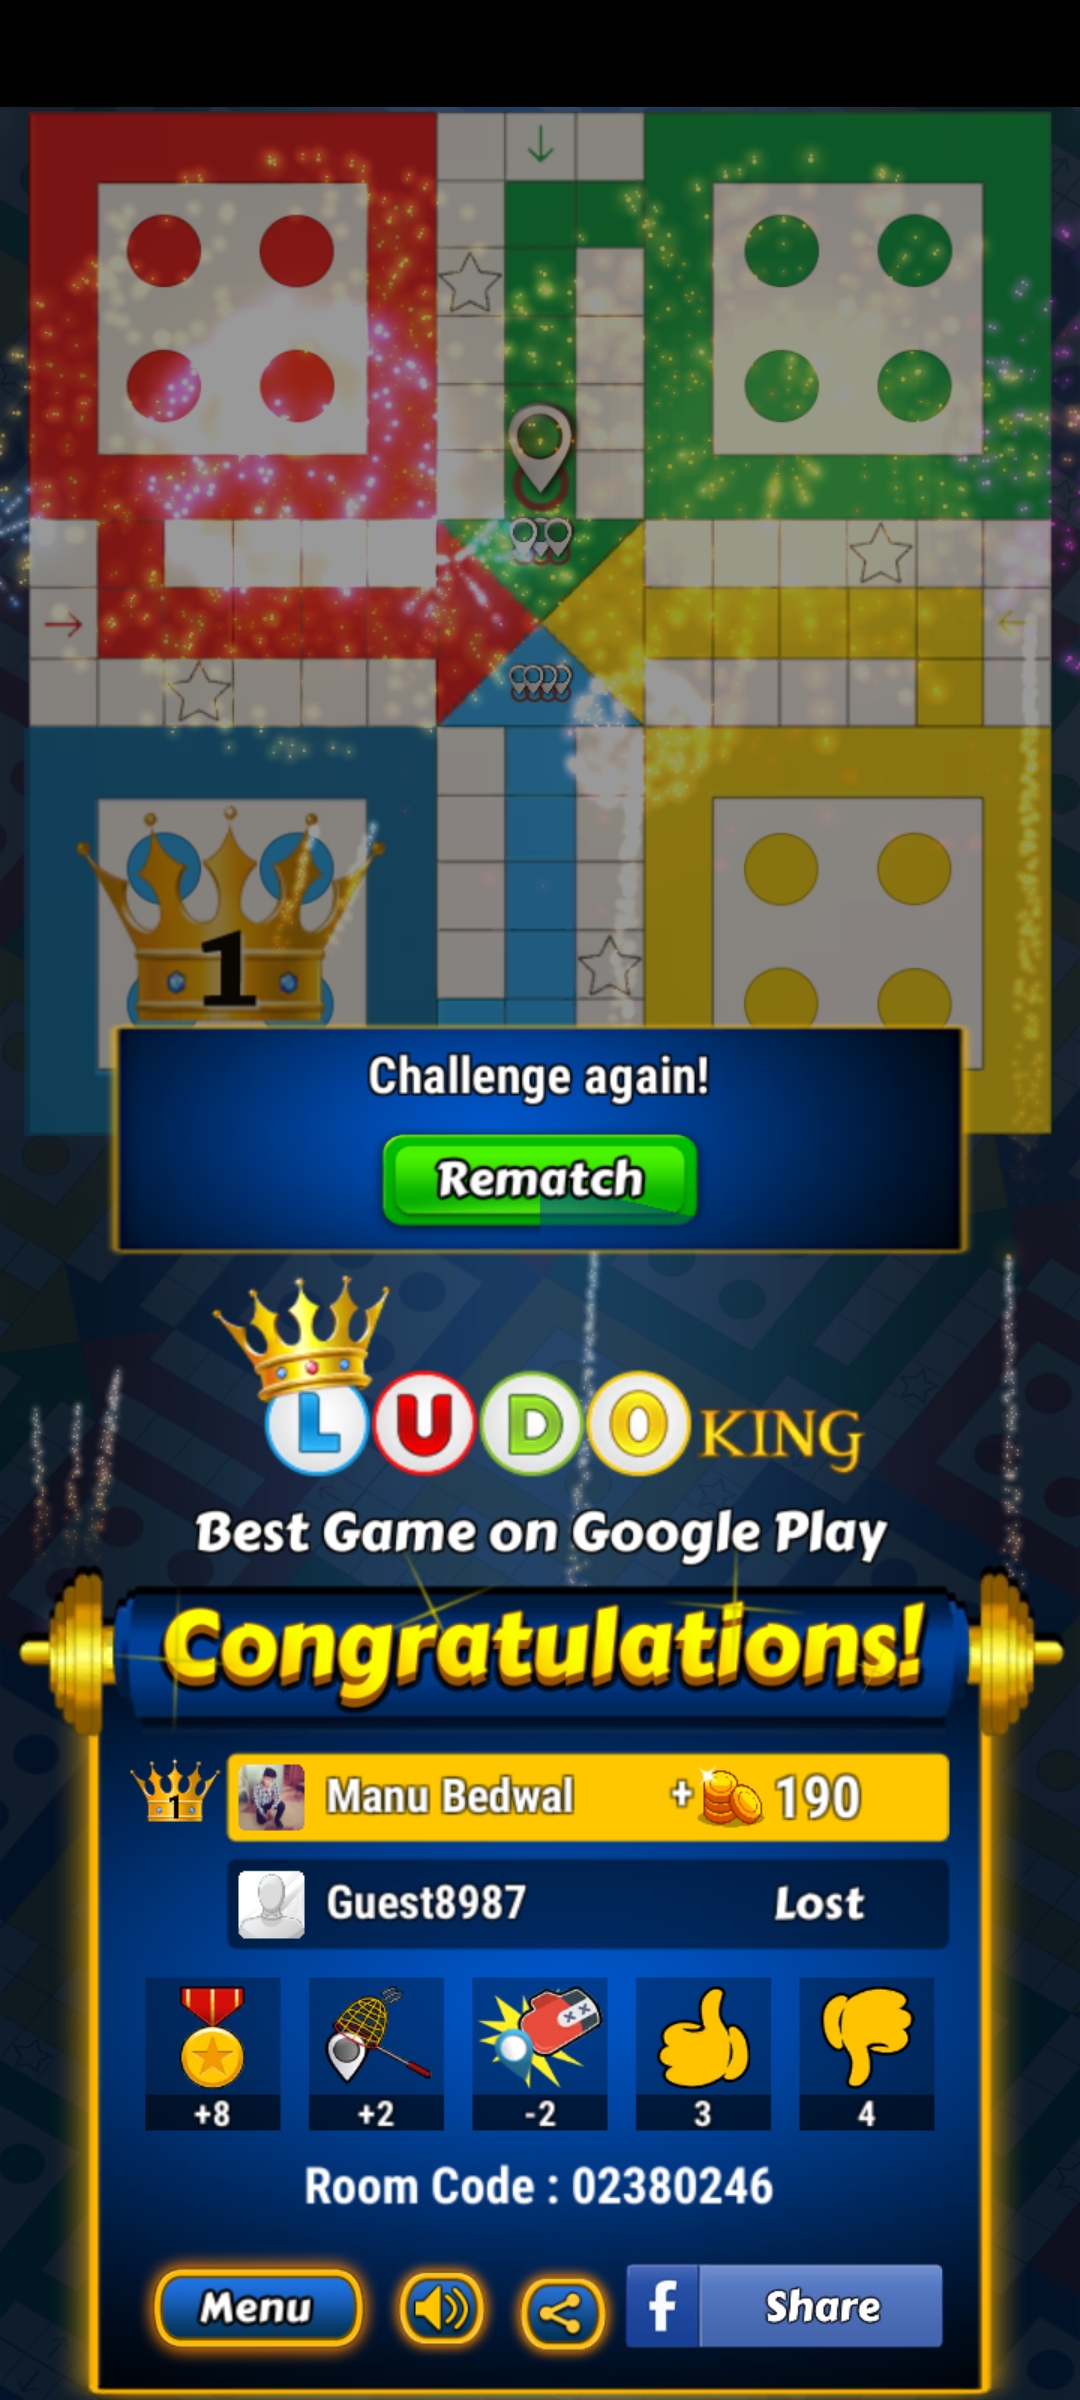 1
Challenge again!
Rematch
LUDO KING
Best Game on Google Play
Congratulations!
1 Manu Bedwal + 190
Guest8987 Lost
+8 +2 -2 3 4
Room Code : 02380246
Menu f Share